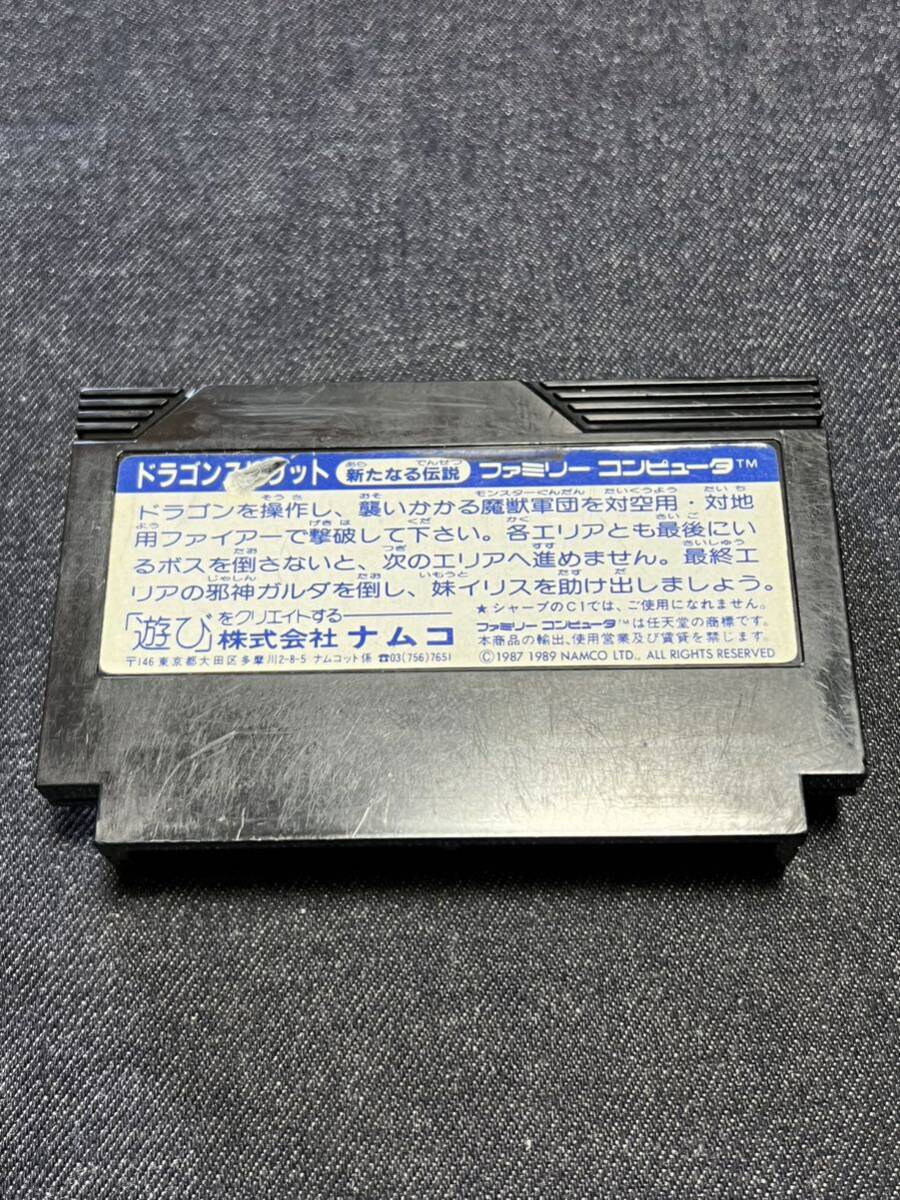 ドラゴンスピリット 新たなる伝説 ファミリー コンピュータ™
ドラゴンを操作し、襲いかかる魔獣軍団を対空用・対地
用ファイアーで撃破して下さい。各エリアとも最後にい
るボスを倒さないと、次のエリアへ進めません。最終エ
リアの邪神ガルダを倒し、妹イリスを助け出しましょう。
「遊び」をクリエイトする
株式会社 ナムコ
〒146 東京都大田区多摩川2-8-5 ナムコット係 ☎03(756)7651
★シャープのC1では、ご使用になれません。
ファミリー コンピュータ™は任天堂の商標です。
本商品の輸出、使用営業及び賃貸を禁じます。
©1987 1989 NAMCO LTD., ALL RIGHTS RESERVED